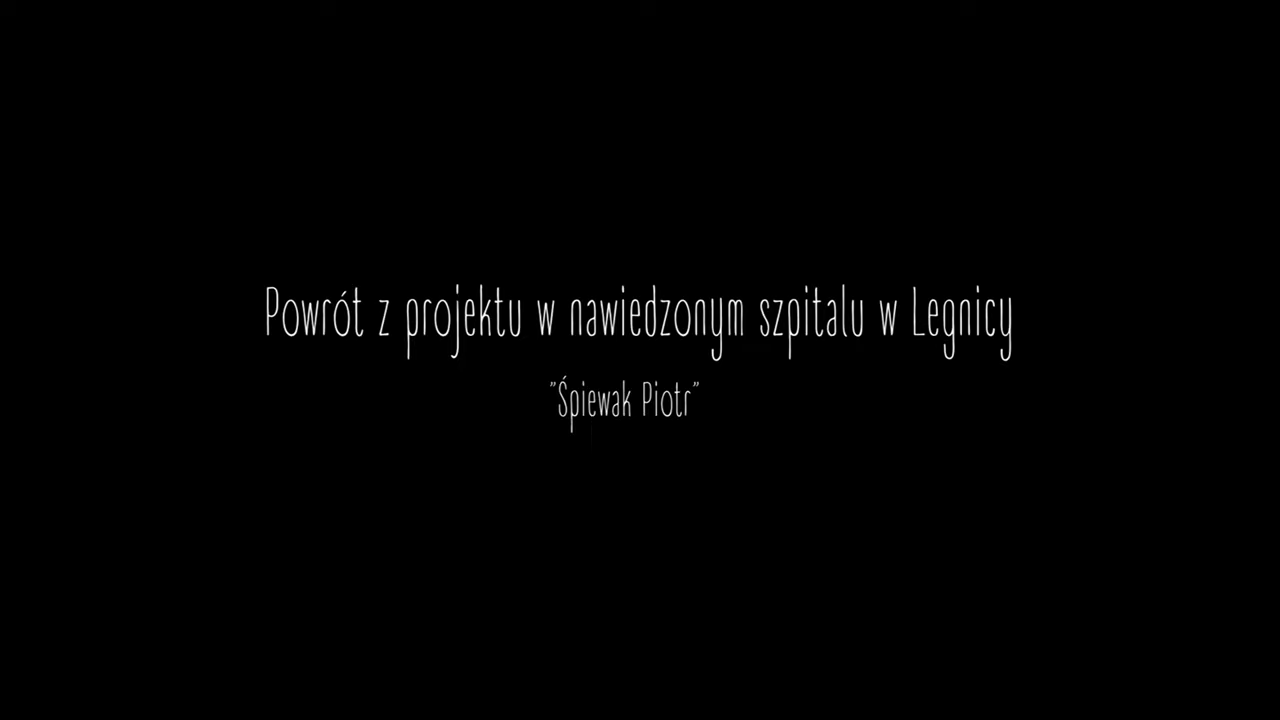 Powrót z projektu w nawiedzonym szpitalu w Legnicy
"Śpiewak Piotr"